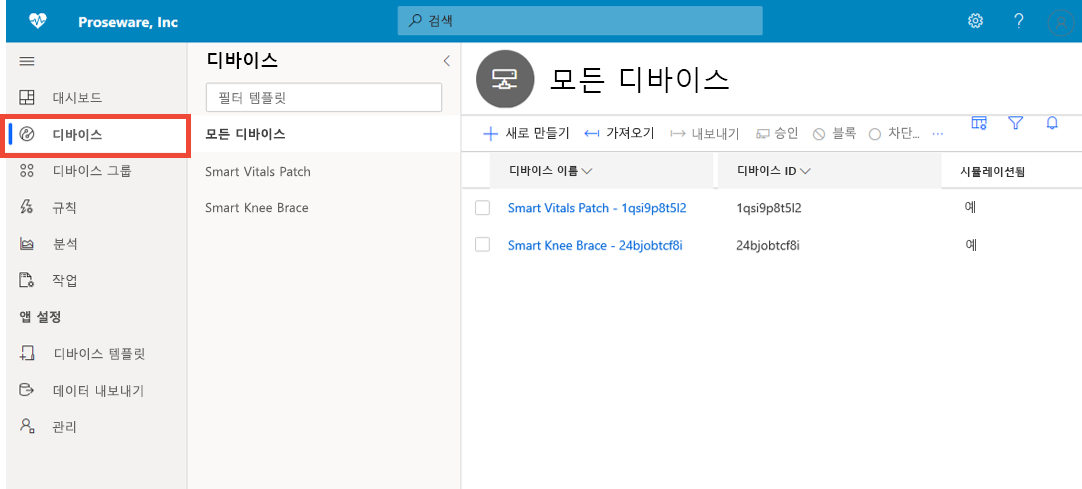 Proseware, Inc
검색
?
대시보드
디바이스
디바이스 그룹
규칙
분석
작업
앱 설정
디바이스 템플릿
데이터 내보내기
관리
디바이스
필터 템플릿
모든 디바이스
Smart Vitals Patch
Smart Knee Brace
모든 디바이스
새로 만들기 가져오기 내보내기 승인 블록 차단... ...
디바이스 이름 디바이스 ID 시뮬레이션됨
Smart Vitals Patch - 1qsi9p8t5l2 1qsi9p8t5l2 예
Smart Knee Brace - 24bjobtcf8i 24bjobtcf8i 예